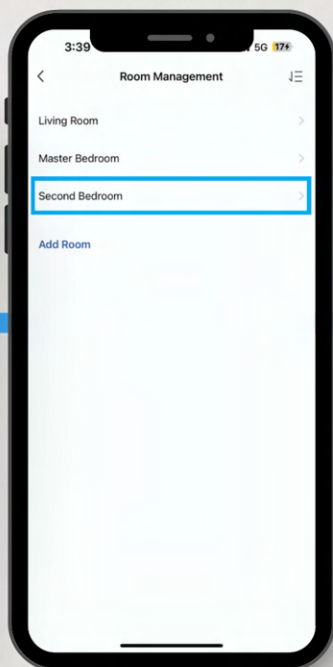 3:39
5G 17
Room Management
Living Room
Master Bedroom
Second Bedroom
Add Room